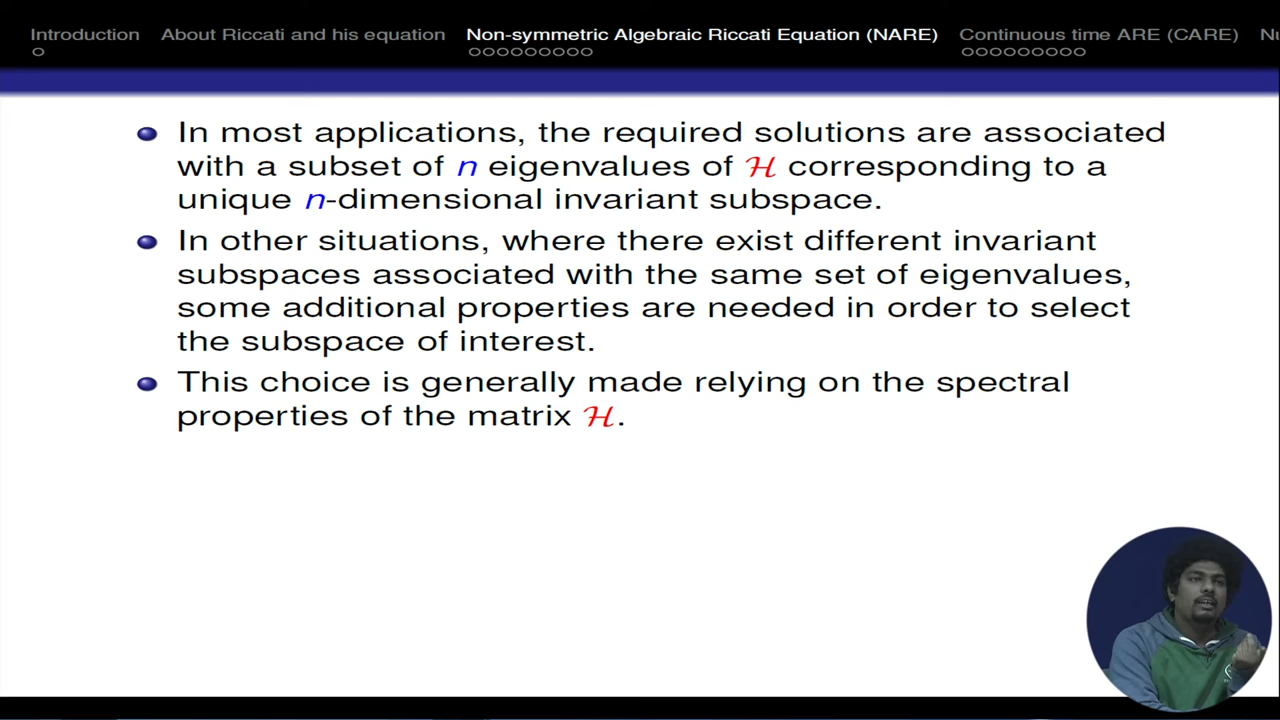 Introduction About Riccati and his equation Non-symmetric Algebraic Riccati Equation (NARE) Continuous time ARE (CARE)
In most applications, the required solutions are associated
with a subset of n eigenvalues of ℋ corresponding to a
unique n-dimensional invariant subspace.
In other situations, where there exist different invariant
subspaces associated with the same set of eigenvalues,
some additional properties are needed in order to select
the subspace of interest.
This choice is generally made relying on the spectral
properties of the matrix ℋ.